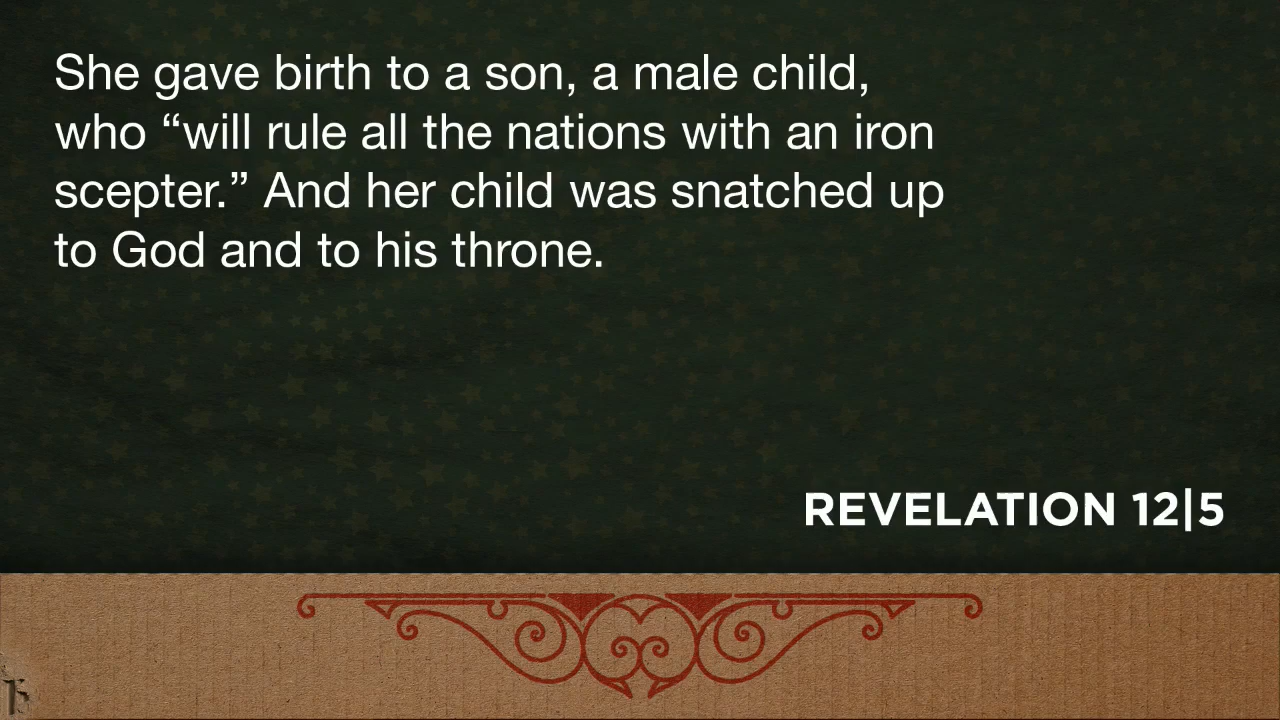 She gave birth to a son, a male child,
who “will rule all the nations with an iron
scepter.” And her child was snatched up
to God and to his throne.
REVELATION 12|5